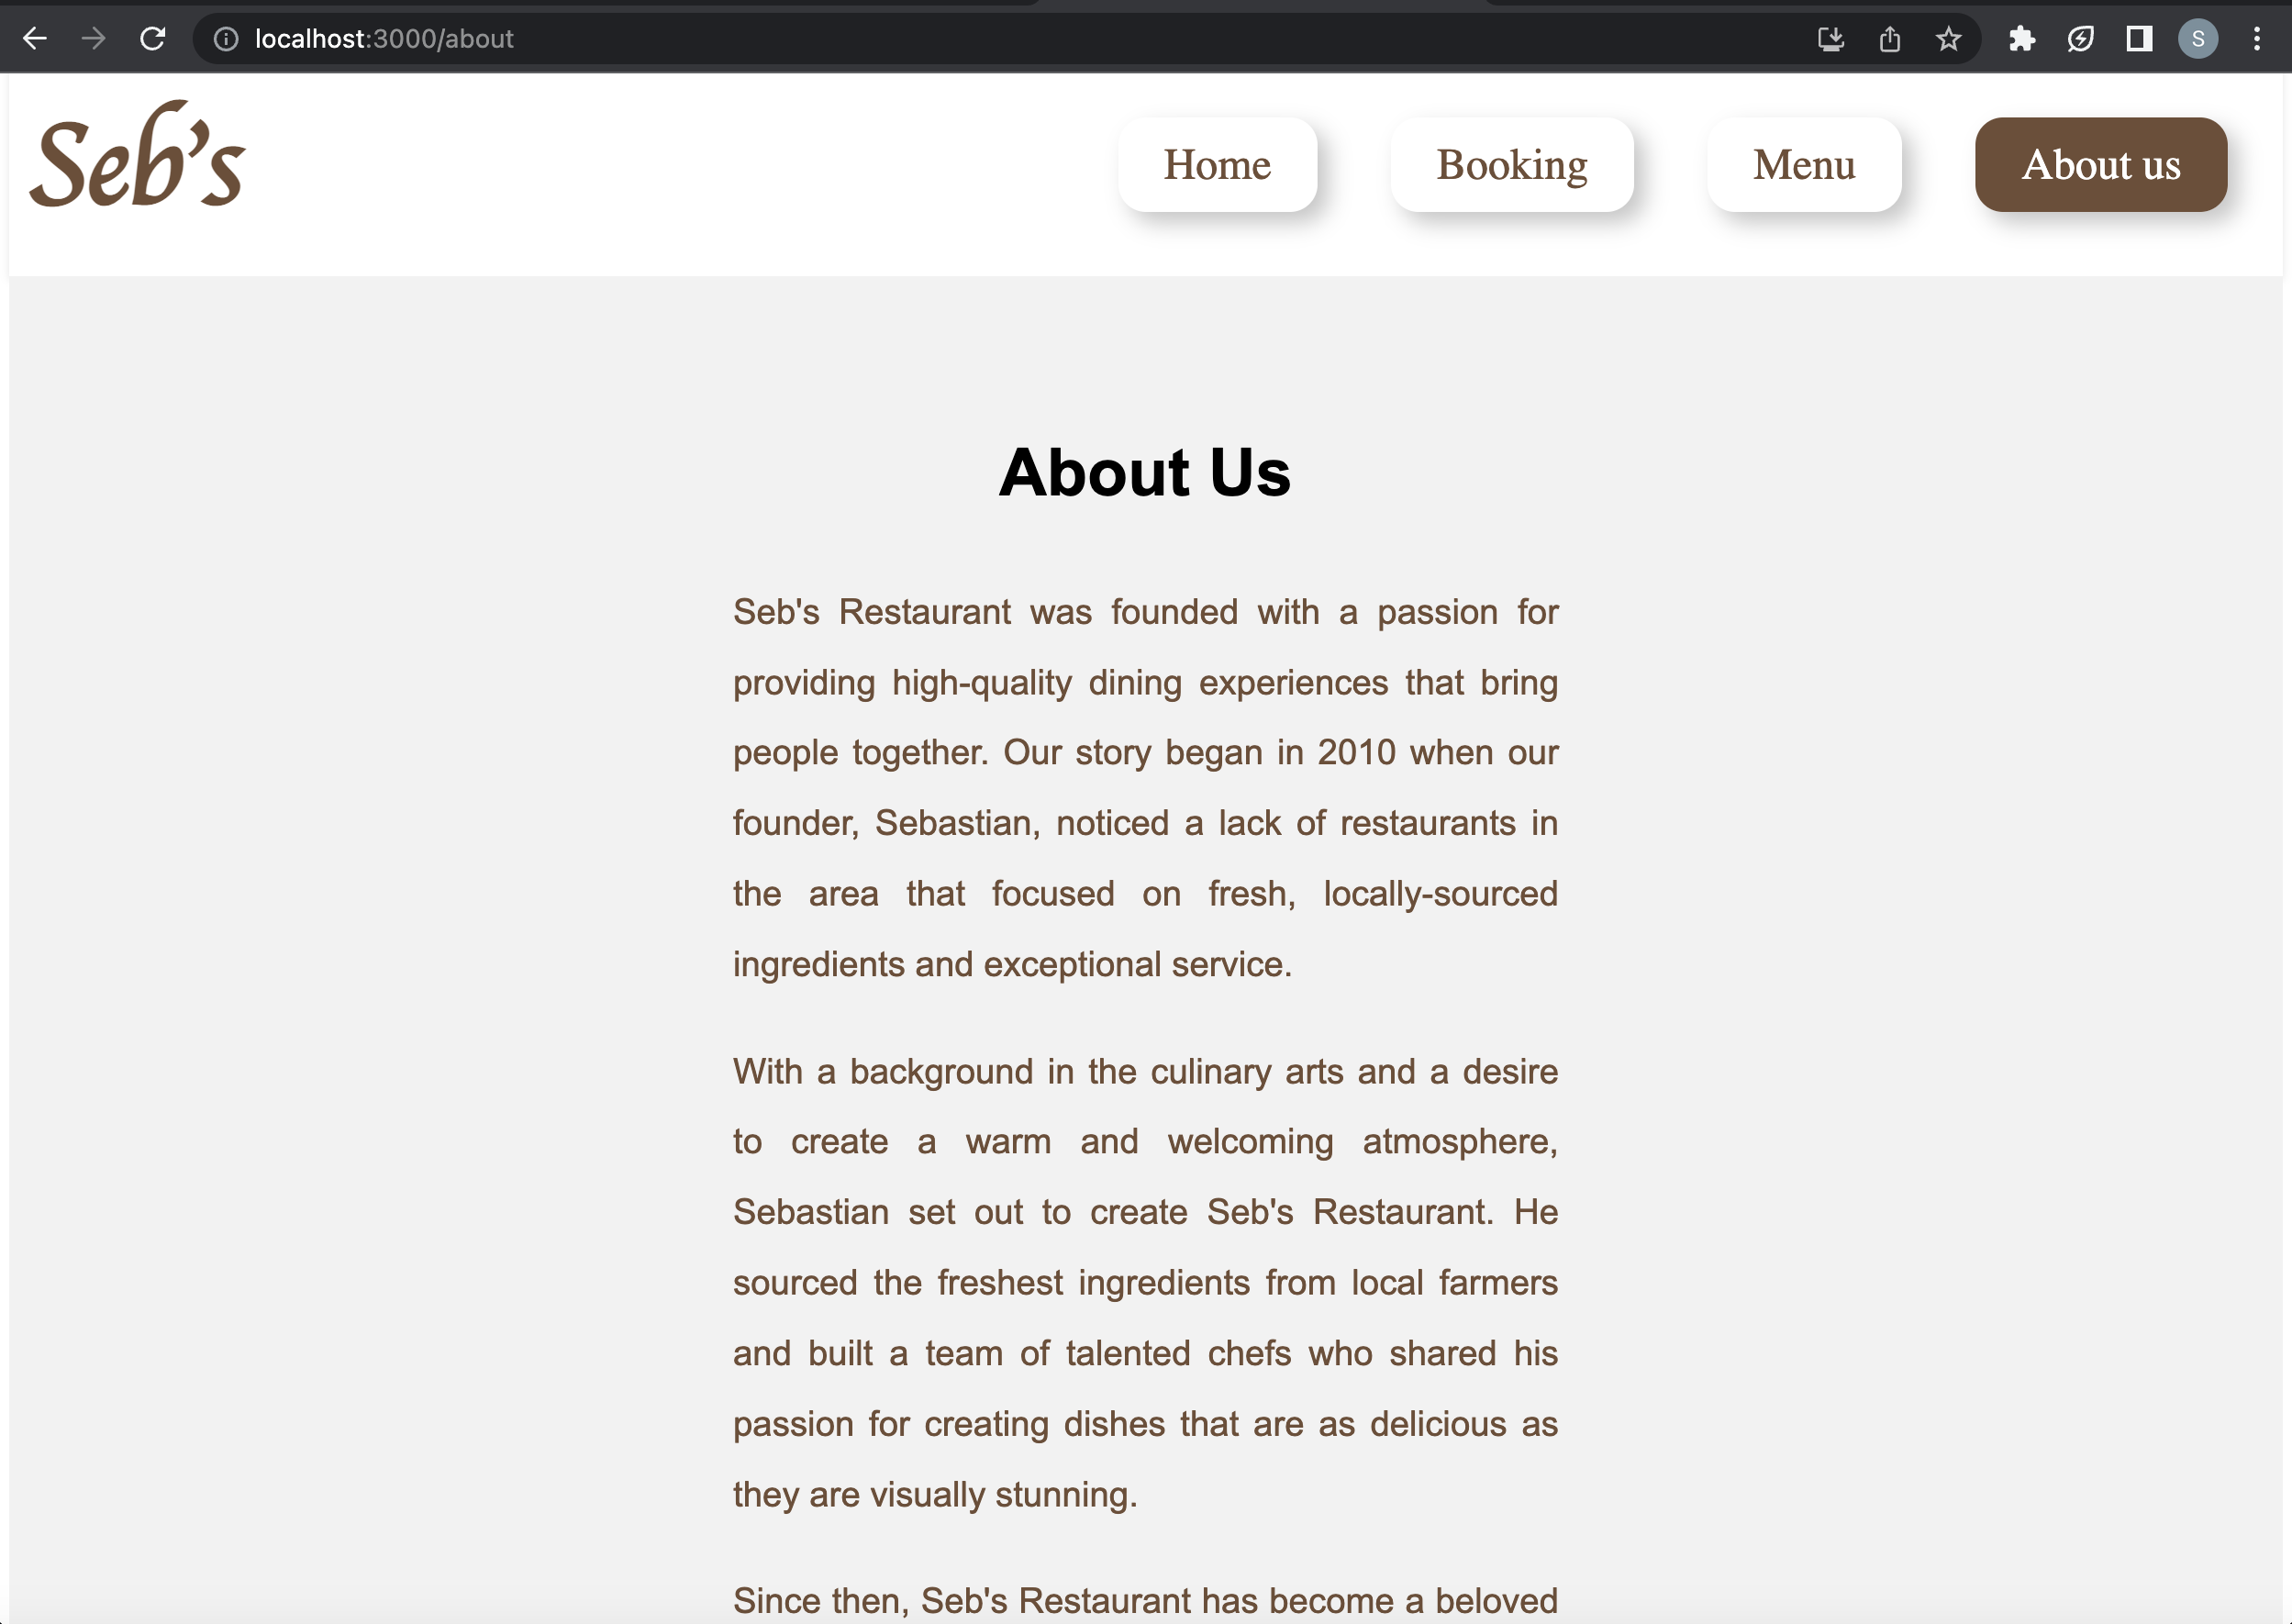 localhost:3000/about
S
Seb's
Home
Booking
Menu
About us
About Us
Seb's Restaurant was founded with a passion for
providing high-quality dining experiences that bring
people together. Our story began in 2010 when our
founder, Sebastian, noticed a lack of restaurants in
the area that focused on fresh, locally-sourced
ingredients and exceptional service.
With a background in the culinary arts and a desire
to create a warm and welcoming atmosphere,
Sebastian set out to create Seb's Restaurant. He
sourced the freshest ingredients from local farmers
and built a team of talented chefs who shared his
passion for creating dishes that are as delicious as
they are visually stunning.
Since then, Seb's Restaurant has become a beloved